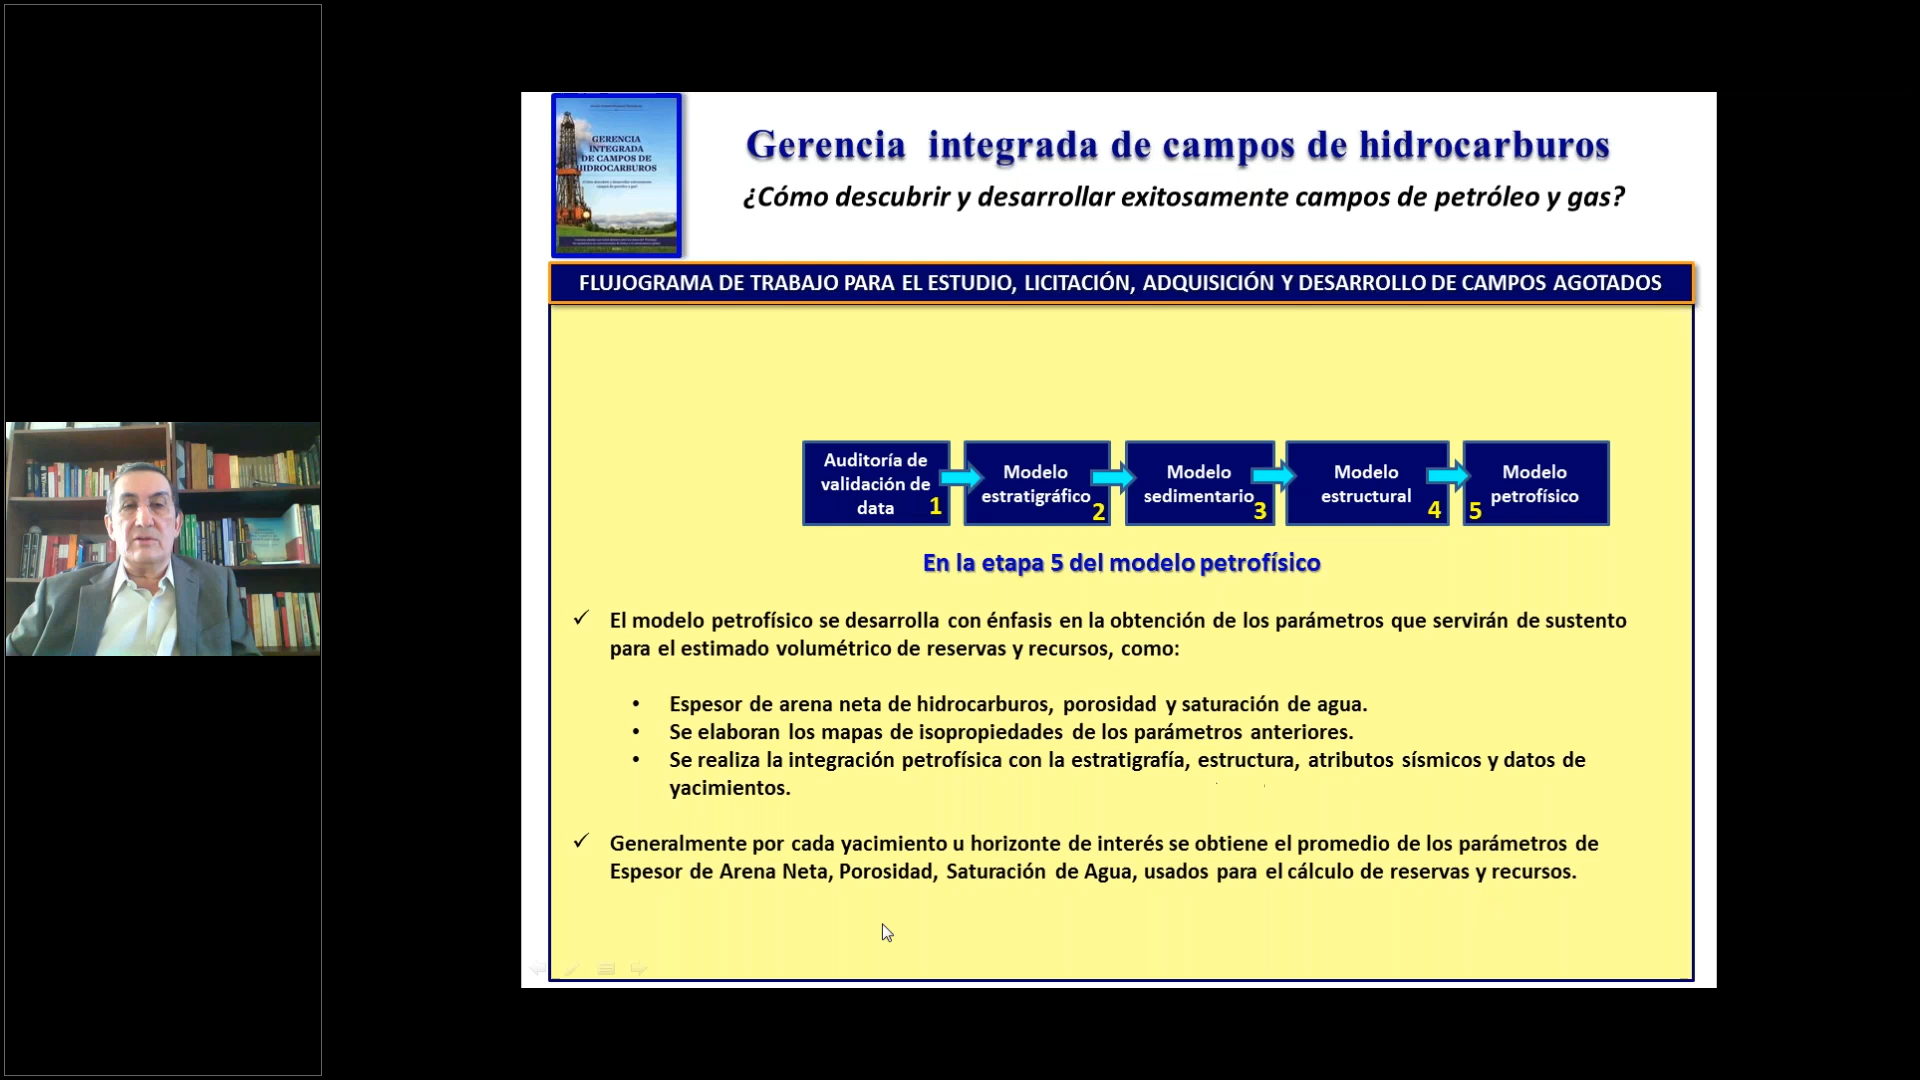 GERENCIA
INTEGRADA
DE CAMPOS DE
HIDROCARBUROS
Gerencia integrada de campos de hidrocarburos
¿Cómo descubrir y desarrollar exitosamente campos de petróleo y gas?
FLUJOGRAMA DE TRABAJO PARA EL ESTUDIO, LICITACIÓN, ADQUISICIÓN Y DESARROLLO DE CAMPOS AGOTADOS
Auditoría de
validación de
data 1
Modelo
estratigráfico
2
Modelo
sedimentario
3
Modelo
estructural
4
Modelo
petrofísico
5
En la etapa 5 del modelo petrofísico
✓ El modelo petrofísico se desarrolla con énfasis en la obtención de los parámetros que servirán de sustento
para el estimado volumétrico de reservas y recursos, como:
• Espesor de arena neta de hidrocarburos, porosidad y saturación de agua.
• Se elaboran los mapas de isopropiedades de los parámetros anteriores.
• Se realiza la integración petrofísica con la estratigrafía, estructura, atributos sísmicos y datos de
yacimientos.
✓ Generalmente por cada yacimiento u horizonte de interés se obtiene el promedio de los parámetros de
Espesor de Arena Neta, Porosidad, Saturación de Agua, usados para el cálculo de reservas y recursos.